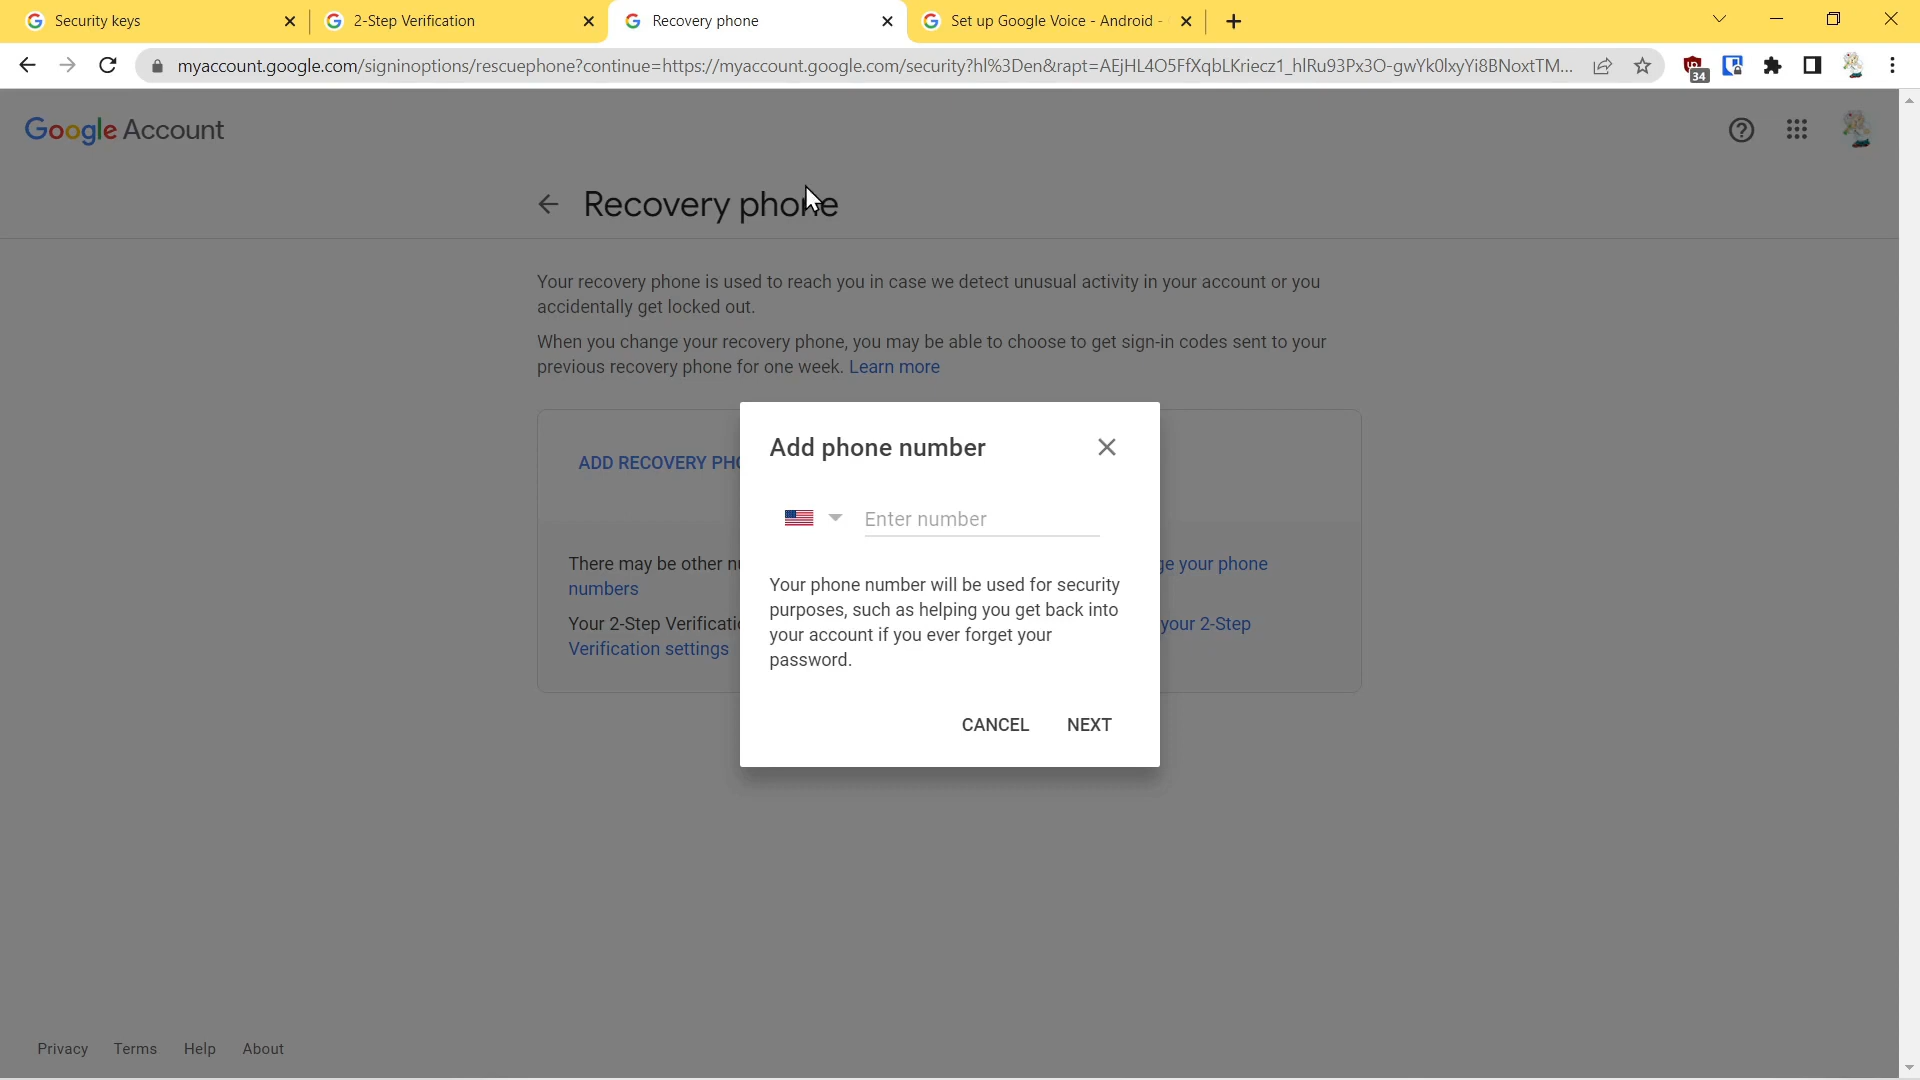 Security keys
2-Step Verification
Recovery phone
Set up Google Voice - Android -
myaccount.google.com/signinoptions/rescuephone?continue=https://myaccount.google.com/security?hl%3Den&rapt=AEjHL4O5FfXqbLKriecz1_hlRu93Px3O-gwYk0lxyYi8BNoxtTM...
34
Google Account
Recovery phone
Your recovery phone is used to reach you in case we detect unusual activity in your account or you
accidentally get locked out.
When you change your recovery phone, you may be able to choose to get sign-in codes sent to your
previous recovery phone for one week. Learn more
ADD RECOVERY PHO
There may be other nu
ge your phone
numbers
Your 2-Step Verificatio
your 2-Step
Verification settings
Add phone number
Enter number
Your phone number will be used for security
purposes, such as helping you get back into
your account if you ever forget your
password.
CANCEL NEXT
Privacy Terms Help About